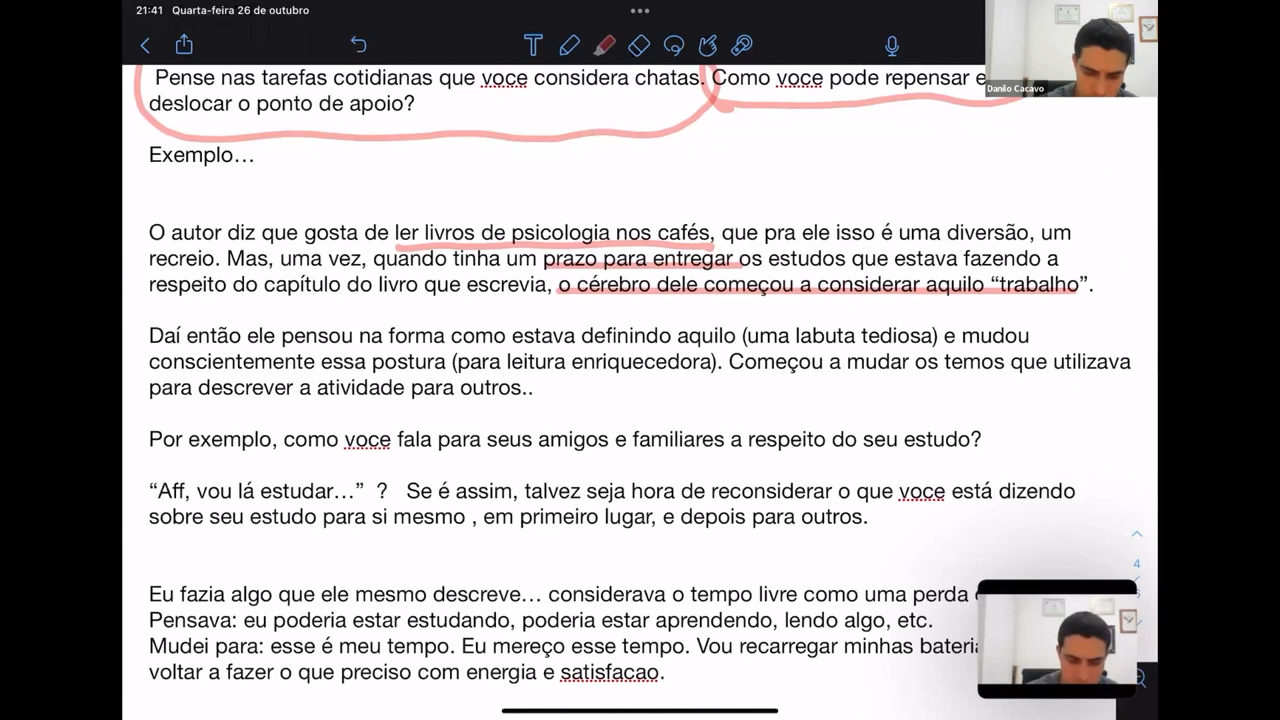 21:41 Quarta-feira 26 de outubro
Pense nas tarefas cotidianas que voce considera chatas. Como voce pode repensar e
Danilo Cacavo
deslocar o ponto de apoio?
Exemplo…
O autor diz que gosta de ler livros de psicologia nos cafés, que pra ele isso é uma diversão, um
recreio. Mas, uma vez, quando tinha um prazo para entregar os estudos que estava fazendo a
respeito do capítulo do livro que escrevia, o cérebro dele começou a considerar aquilo “trabalho”.
Daí então ele pensou na forma como estava definindo aquilo (uma labuta tediosa) e mudou
conscientemente essa postura (para leitura enriquecedora). Começou a mudar os temos que utilizava
para descrever a atividade para outros..
Por exemplo, como voce fala para seus amigos e familiares a respeito do seu estudo?
“Aff, vou lá estudar…” ? Se é assim, talvez seja hora de reconsiderar o que voce está dizendo
sobre seu estudo para si mesmo , em primeiro lugar, e depois para outros.
4
Eu fazia algo que ele mesmo descreve… considerava o tempo livre como uma perda
Pensava: eu poderia estar estudando, poderia estar aprendendo, lendo algo, etc.
Mudei para: esse é meu tempo. Eu mereço esse tempo. Vou recarregar minhas
voltar a fazer o que preciso com energia e satisfacao.